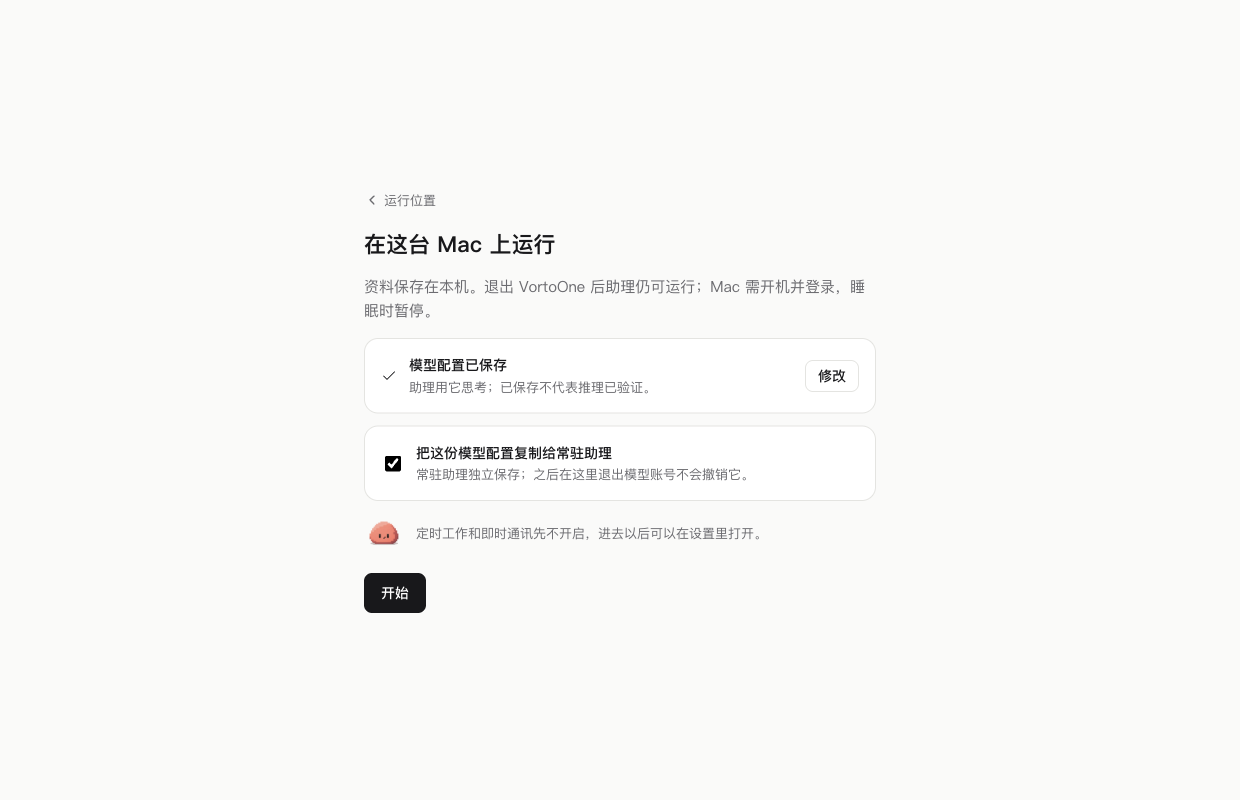 运行位置
在这台 Mac 上运行
资料保存在本机。退出 VortoOne 后助理仍可运行；Mac 需开机并登录，睡
眠时暂停。
模型配置已保存
助理用它思考；已保存不代表推理已验证。
修改
把这份模型配置复制给常驻助理
常驻助理独立保存；之后在这里退出模型账号不会撤销它。
定时工作和即时通讯先不开启，进去以后可以在设置里打开。
开始